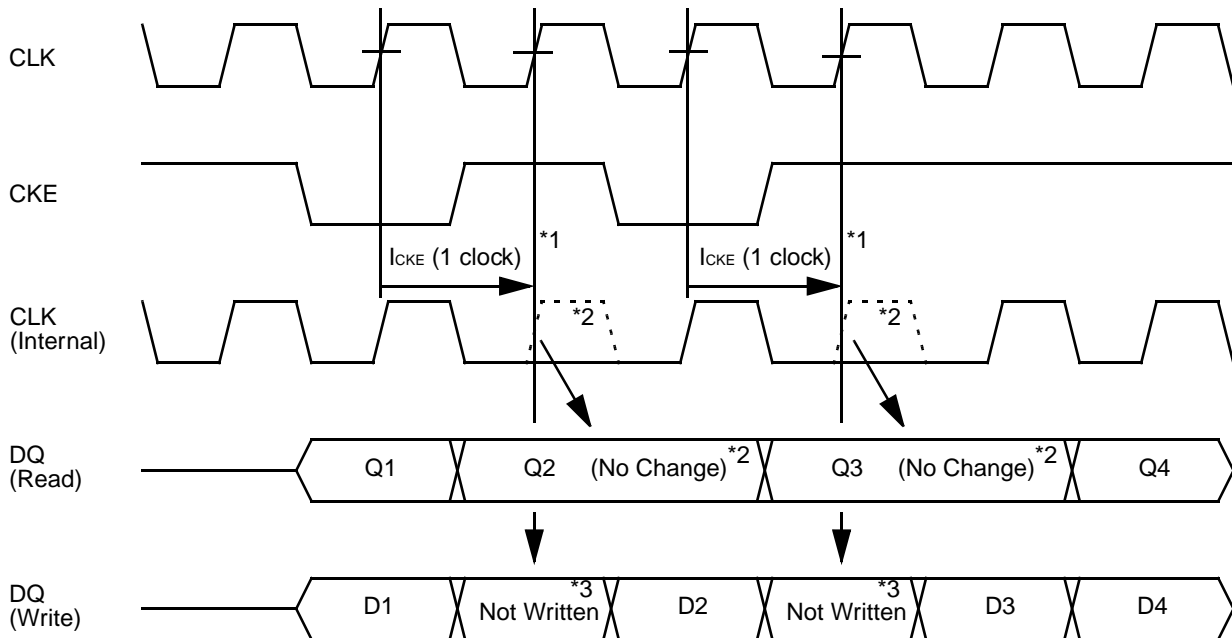 CLK
CKE
*1
*1
ICKE (1 clock)
ICKE (1 clock)
CLK
(Internal)
*2
*2
DQ
(Read)
Q1
Q2
(No Change)*2
Q3
(No Change)*2
Q4
DQ
(Write)
D1
*3
Not Written
D2
*3
Not Written
D3
D4